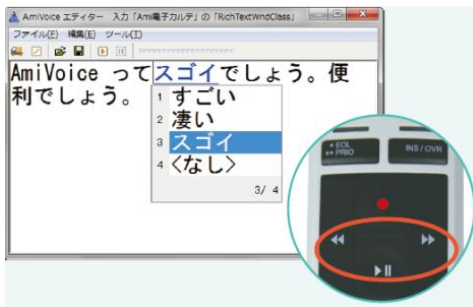 AmiVoice エディター 入力「Ami電子カルテ」の「RichTextWndClass」
ファイル(F) 編集(E) ツール(T)
AmiVoice ってスゴイでしょう。便
利でしょう。
1 すごい
2 凄い
3 スゴイ
4 <なし>
3/ 4
• EOL
•• PRIO
INS / OVR